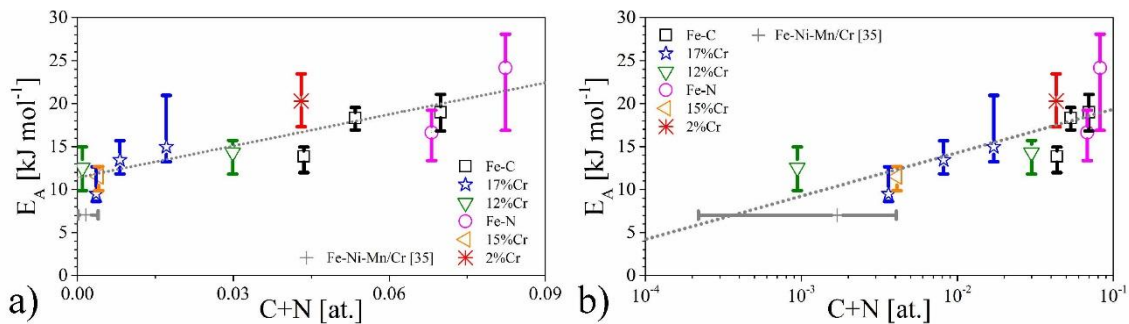 30
25
20
15
10
5
0
E_A [kJ mol⁻¹]
Fe-C
17%Cr
12%Cr
Fe-N
15%Cr
2%Cr
Fe-Ni-Mn/Cr [35]
0.00 0.03 0.06 0.09
C+N [at.]
a)
30
25
20
15
10
5
0
E_A [kJ mol⁻¹]
Fe-C Fe-Ni-Mn/Cr [35]
17%Cr
12%Cr
Fe-N
15%Cr
2%Cr
10⁻⁴ 10⁻³ 10⁻² 10⁻¹
C+N [at.]
b)